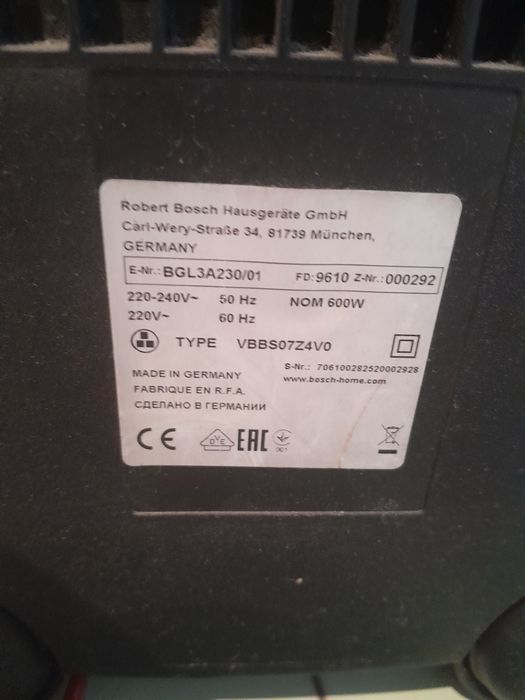 Robert Bosch Hausgeräte GmbH
Carl-Wery-Straße 34, 81739 München,
GERMANY
E-Nr.: BGL3A230/01 FD: 9610 Z-Nr.: 000292
220-240V~ 50 Hz NOM 600W
220V~ 60 Hz
TYPE VBBS07Z4V0
S-Nr.: 706100282520002928
www.bosch-home.com
MADE IN GERMANY
FABRIQUE EN R.F.A.
СДЕЛАНО В ГЕРМАНИИ
CE DVE EAC